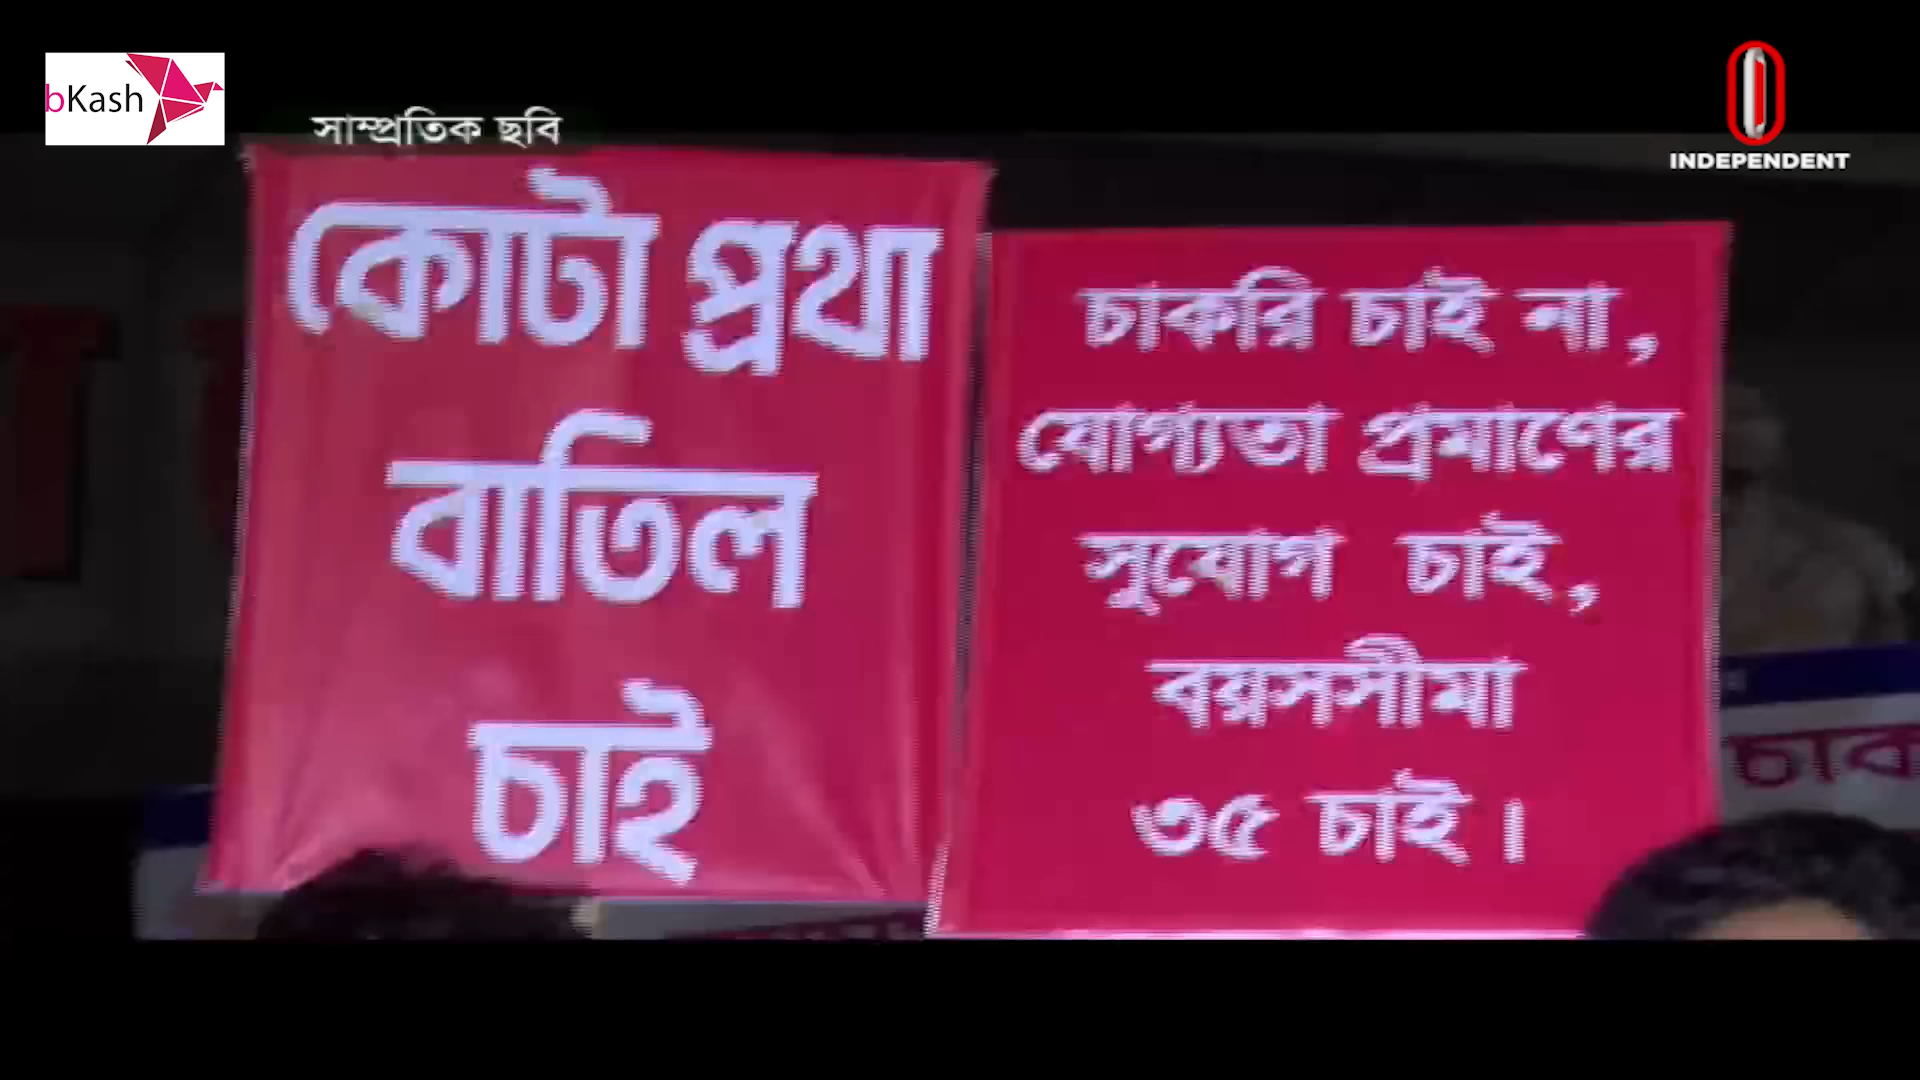 bKash
INDEPENDENT
সাম্প্রতিক ছবি
কোটা প্রথা
বাতিল
চাই
চাকরি চাই না,
যোগ্যতা প্রমাণের
সুযোগ চাই,
বয়সসীমা
৩৫ চাই।